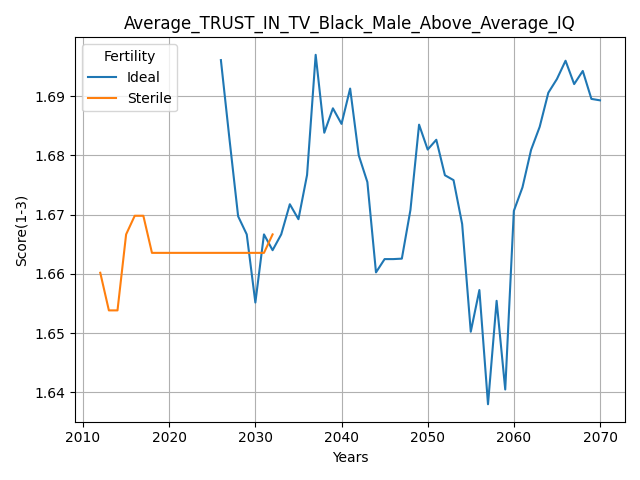 Average_TRUST_IN_TV_Black_Male_Above_Average_IQ
Fertility
Ideal
Sterile
Score(1-3)
1.69
1.68
1.67
1.66
1.65
1.64
2010 2020 2030 2040 2050 2060 2070
Years